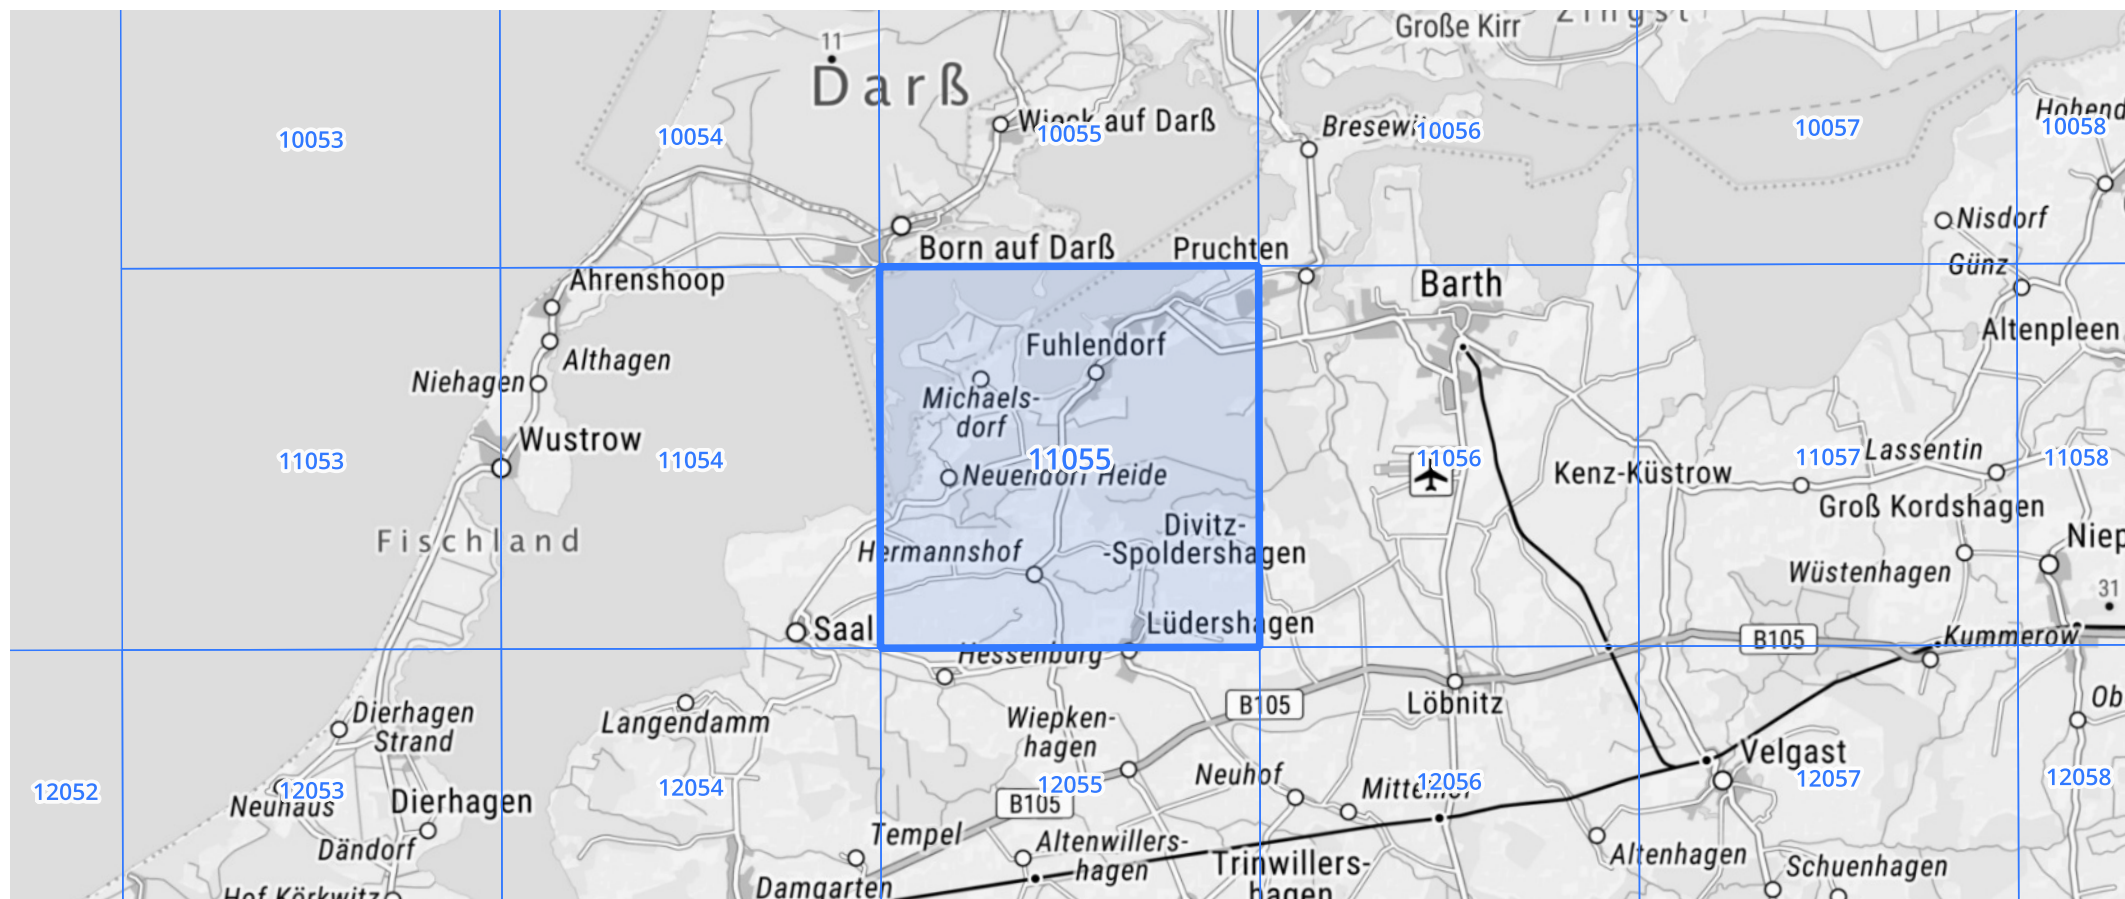 Große Kirr
11
Darß
Wieck auf Darß
10053
10054
10055
Bresewi
10056
10057
Hohend
10058
Nisdorf
Born auf Darß
Pruchten
Günz
Ahrenshoop
Barth
Altenpleen
Fuhlendorf
Althagen
Niehagen
Michaels-
dorf
Wustrow
11053
11054
11055
11056
11057
Lassentin
11058
Neuendorf Heide
Kenz-Küstrow
Groß Kordshagen
Fischland
Divitz-
-Spoldershagen
Niep
Hermannshof
Wüstenhagen
31
Saal
Lüdershagen
B105
Kummerow
Hessenburg
Langendamm
B105
Löbnitz
Ob
Dierhagen
Strand
Wiepken-
hagen
Velgast
12052
Neuhaus
12053
Dierhagen
12054
12055
Neuhof
12056
12057
12058
B105
Dändorf
Tempel
Altenwillers-
hagen
Trinwillers-
hagen
Altenhagen
Schuenhagen
Damgarten
Hof Körkwitz